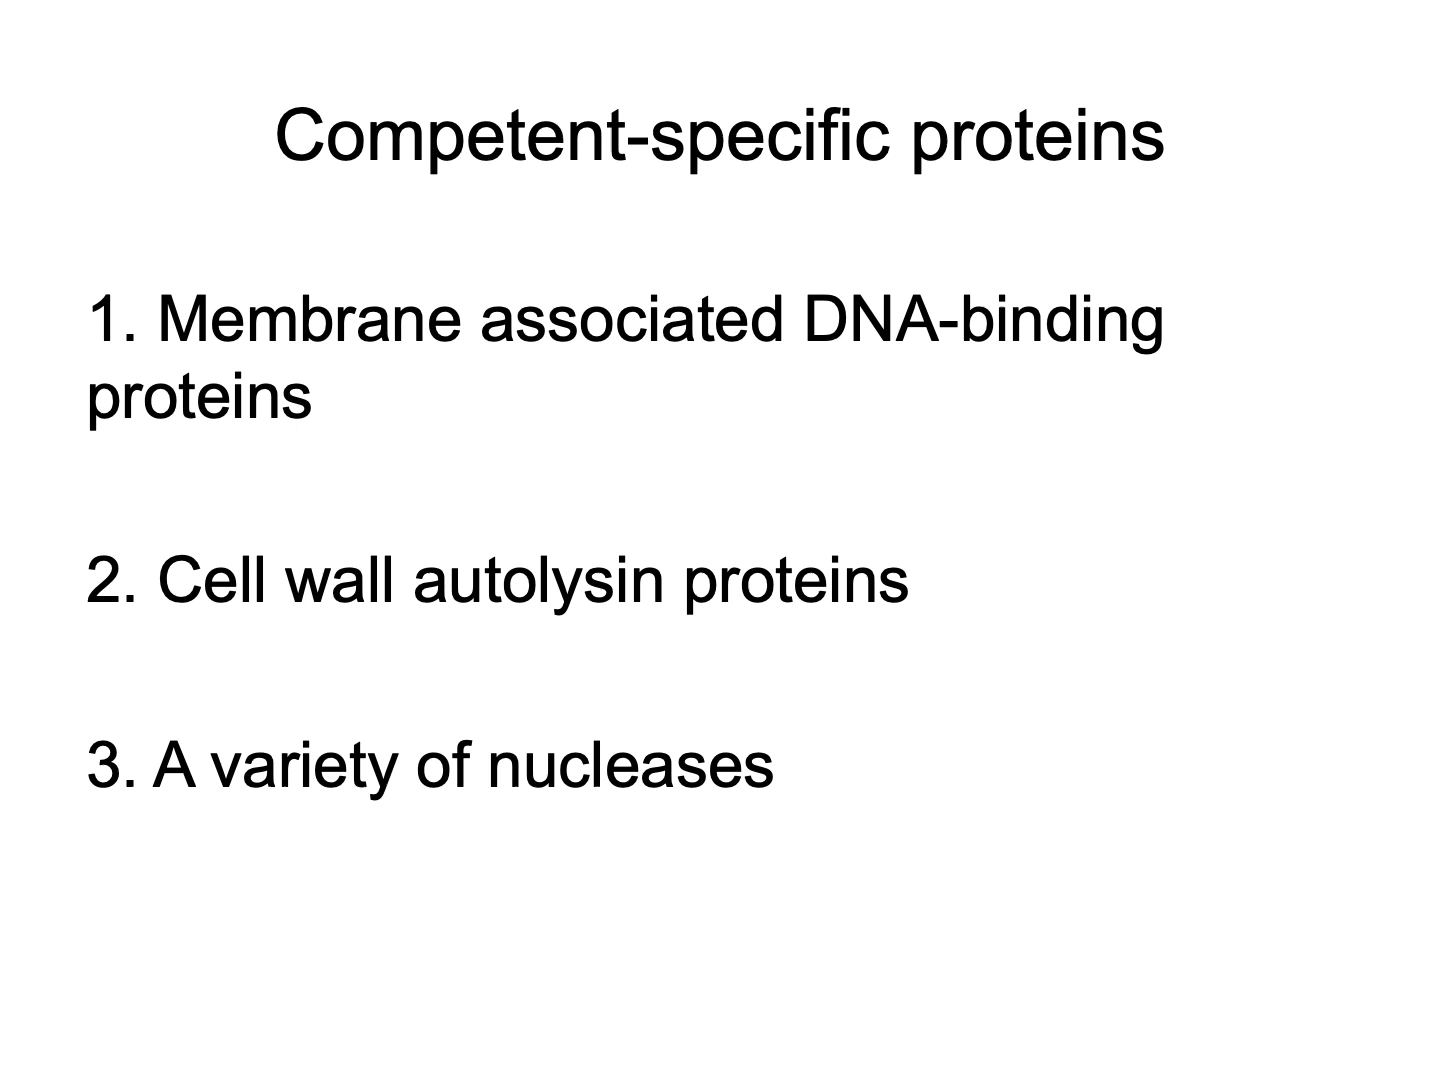 Competent-specific proteins
1. Membrane associated DNA-binding
proteins
2. Cell wall autolysin proteins
3. A variety of nucleases